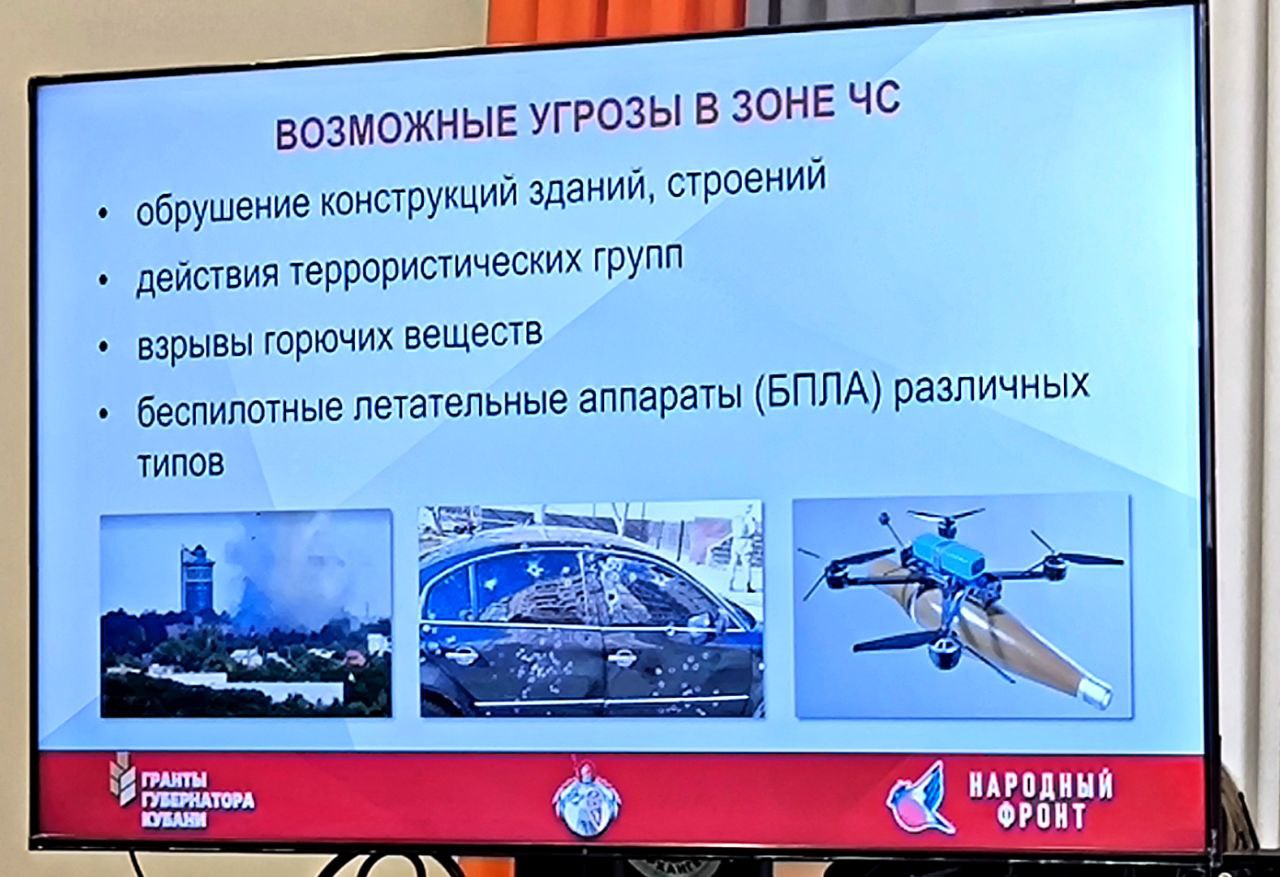 ВОЗМОЖНЫЕ УГРОЗЫ В ЗОНЕ ЧС
• обрушение конструкций зданий, строений
• действия террористических групп
• взрывы горючих веществ
• беспилотные летательные аппараты (БПЛА) различных
типов
ГРАНТЫ
ГУБЕРНАТОРА
КУБАНИ
НАРОДНЫЙ
ФРОНТ